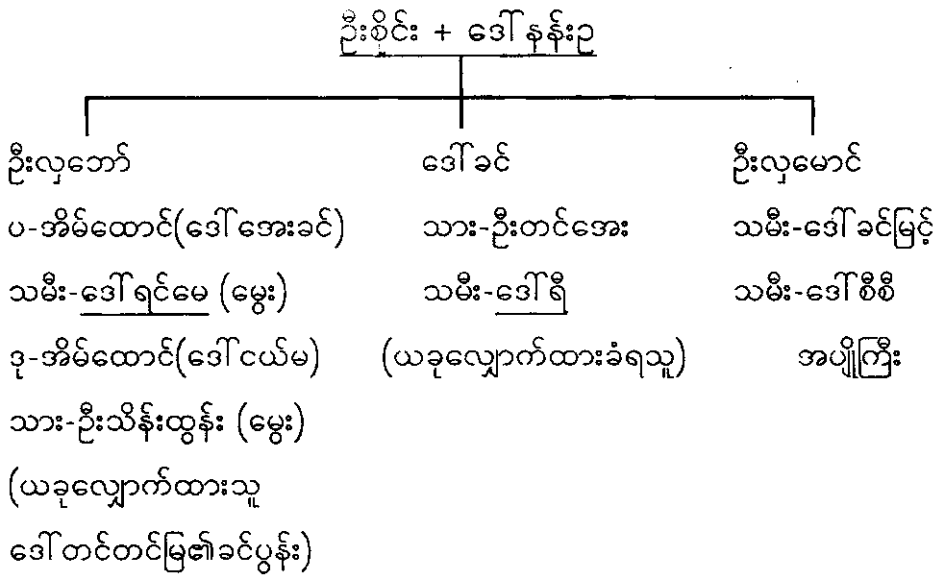 ဦးစိုင်း + ဒေါ်နန်းဥ
ဦးလှဘော်
ပ-အိမ်ထောင်(ဒေါ်အေးခင်)
သမီး-ဒေါ်ရင်မေ (မွေး)
ဒု-အိမ်ထောင်(ဒေါ်ငယ်မ)
သား-ဦးသိန်းထွန်း (မွေး)
(ယခုလျှောက်ထားသူ
ဒေါ်တင်တင်မြ၏ခင်ပွန်း)
ဒေါ်ခင်
သား-ဦးတင်အေး
သမီး-ဒေါ်ရီ
(ယခုလျှောက်ထားခံရသူ)
ဦးလှမောင်
သမီး-ဒေါ်ခင်မြင့်
သမီး-ဒေါ်စီစီ
အပျိုကြီး